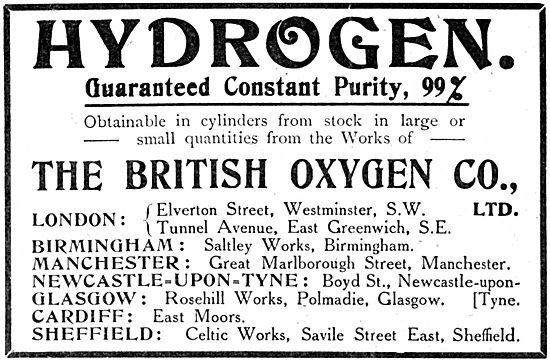 HYDROGEN.
Guaranteed Constant Purity, 99%
Obtainable in cylinders from stock in large or
small quantities from the Works of
THE BRITISH OXYGEN CO.,
LTD.
LONDON: { Elverton Street, Westminster, S.W.
Tunnel Avenue, East Greenwich, S.E.
BIRMINGHAM: Saltley Works, Birmingham.
MANCHESTER: Great Marlborough Street, Manchester.
NEWCASTLE=UPON=TYNE: Boyd St., Newcastle-upon-
GLASGOW: Rosehill Works, Polmadie, Glasgow. [Tyne.
CARDIFF: East Moors.
SHEFFIELD: Celtic Works, Savile Street East, Sheffield.